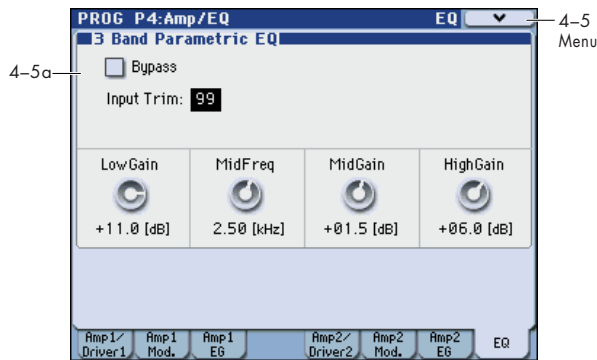 PROG P4:Amp/EQ EQ
4–5
Menu
3 Band Parametric EQ
4–5a
Bypass
Input Trim: 99
LowGain MidFreq MidGain HighGain
+11.0 [dB] 2.50 [kHz] +01.5 [dB] +06.0 [dB]
Amp1/ Amp1 Amp1 Amp2/ Amp2 Amp2 EQ
Driver1 Mod. EG Driver2 Mod. EG